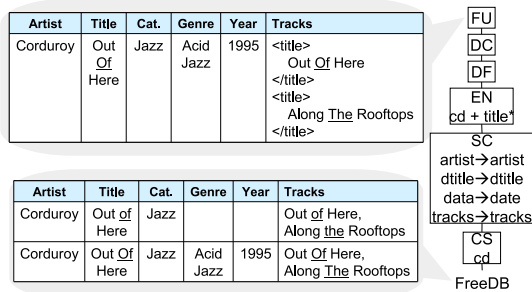 Artist Title Cat. Genre Year Tracks
Corduroy Out Of Here Jazz Acid Jazz 1995 <title>
Out Of Here
</title>
<title>
Along The Rooftops
</title>
Artist Title Cat. Genre Year Tracks
Corduroy Out of Here Jazz Out of Here,
Along the Rooftops
Corduroy Out Of Here Jazz Acid Jazz 1995 Out Of Here,
Along The Rooftops
FU
DC
DF
EN
cd + title*
SC
artist→artist
dtitle→dtitle
data→date
tracks→tracks
CS
cd
FreeDB